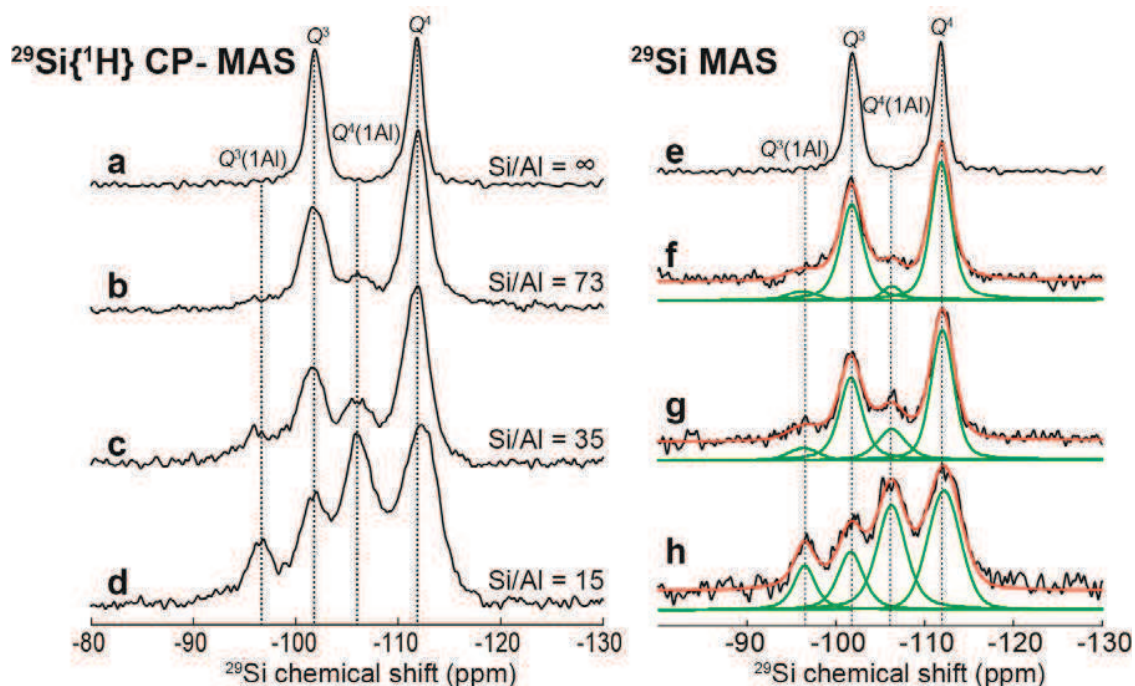 ²⁹Si{¹H} CP- MAS
Q³
Q⁴
Q³(1Al)
Q⁴(1Al)
a
Si/Al = ∞
b
Si/Al = 73
c
Si/Al = 35
d
Si/Al = 15
-80 -90 -100 -110 -120 -130
²⁹Si chemical shift (ppm)
²⁹Si MAS
Q³
Q⁴
Q⁴(1Al)
Q³(1Al)
e
f
g
h
-90 -100 -110 -120 -130
²⁹Si chemical shift (ppm)